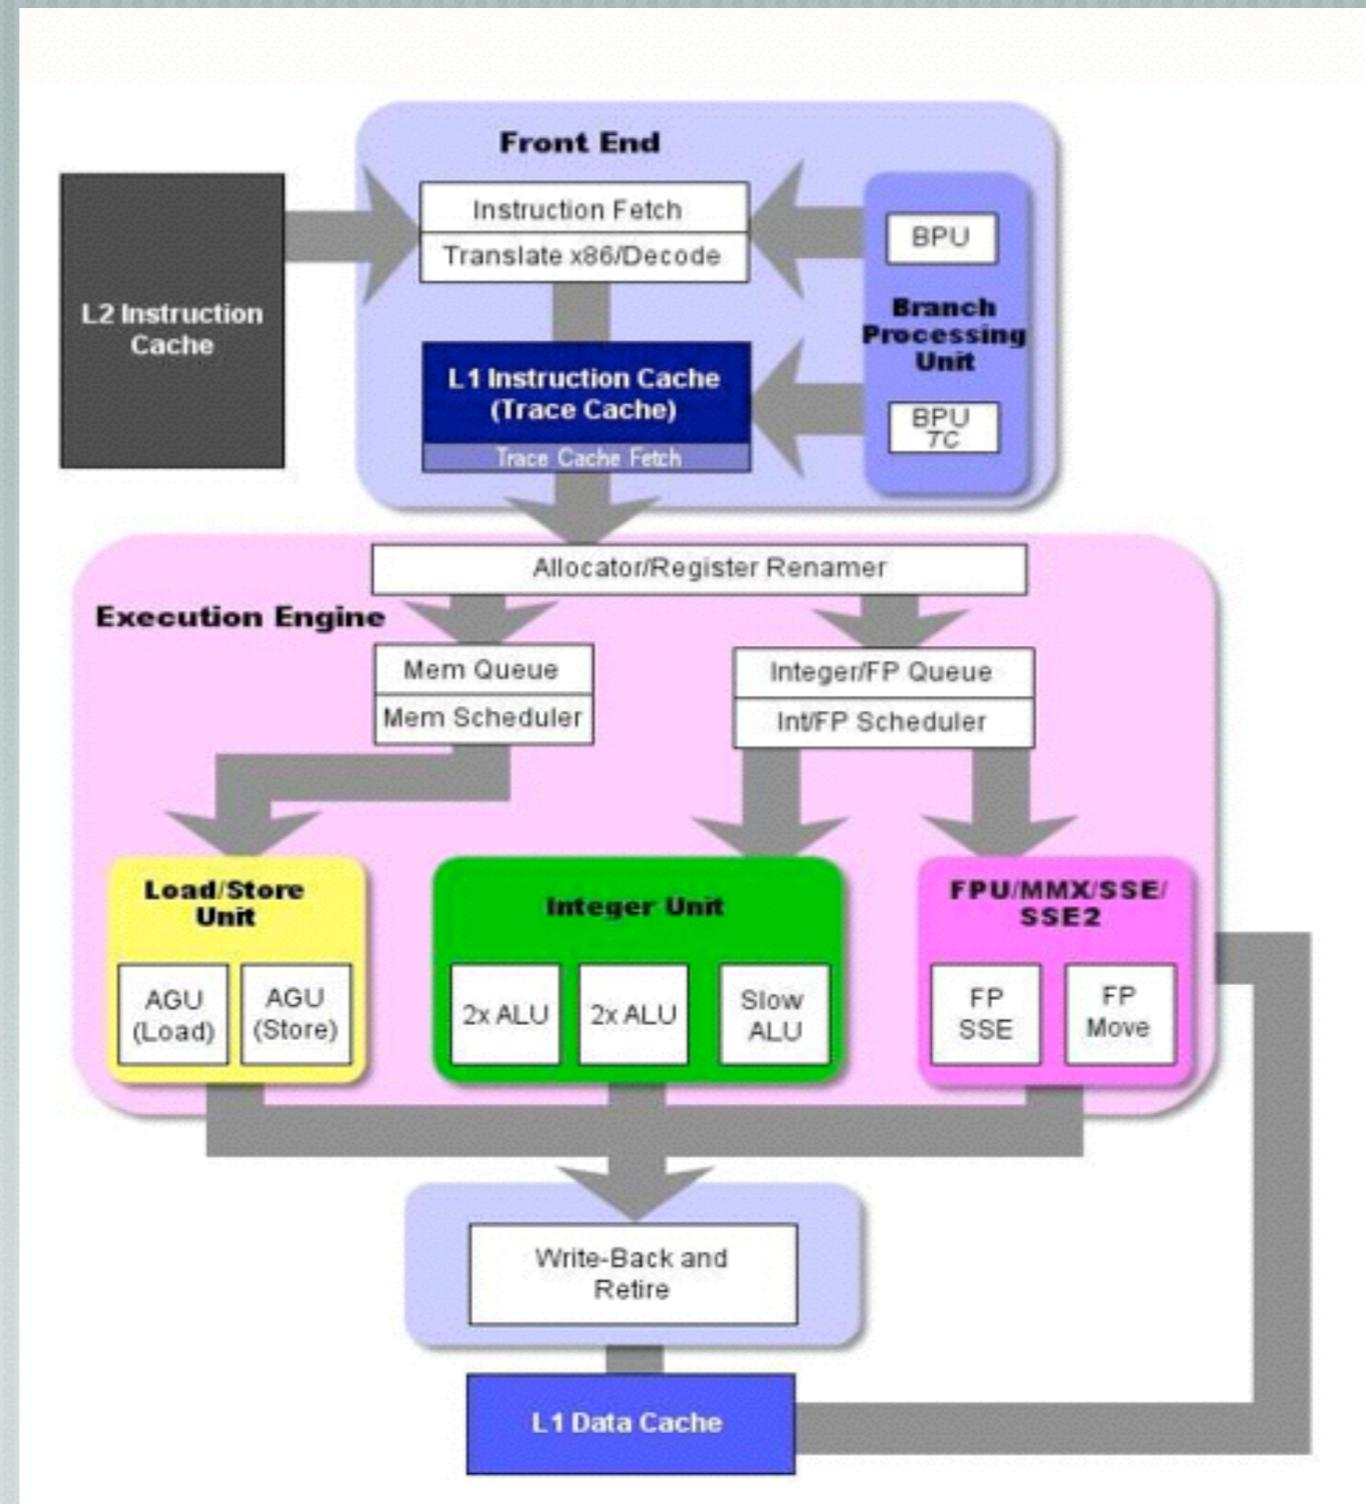 Front End
Instruction Fetch
Translate x86/Decode
BPU
Branch
Processing
Unit
BPU
TC
L2 Instruction
Cache
L1 Instruction Cache
(Trace Cache)
Trace Cache Fetch
Allocator/Register Renamer
Execution Engine
Mem Queue
Mem Scheduler
Integer/FP Queue
Int/FP Scheduler
Load/Store
Unit
AGU
(Load)
AGU
(Store)
Integer Unit
2x ALU
2x ALU
Slow
ALU
FPU/MMX/SSE/
SSE2
FP
SSE
FP
Move
Write-Back and
Retire
L1 Data Cache